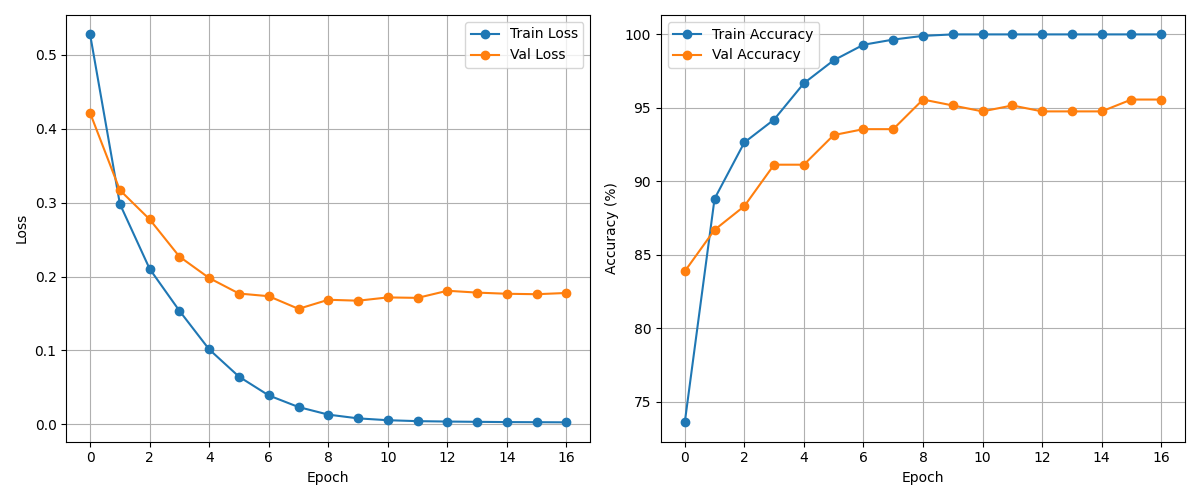 Train Loss
Val Loss
0.5
0.4
0.3
0.2
0.1
0.0
Loss
0 2 4 6 8 10 12 14 16
Epoch
Train Accuracy
Val Accuracy
100
95
90
85
80
75
Accuracy (%)
0 2 4 6 8 10 12 14 16
Epoch